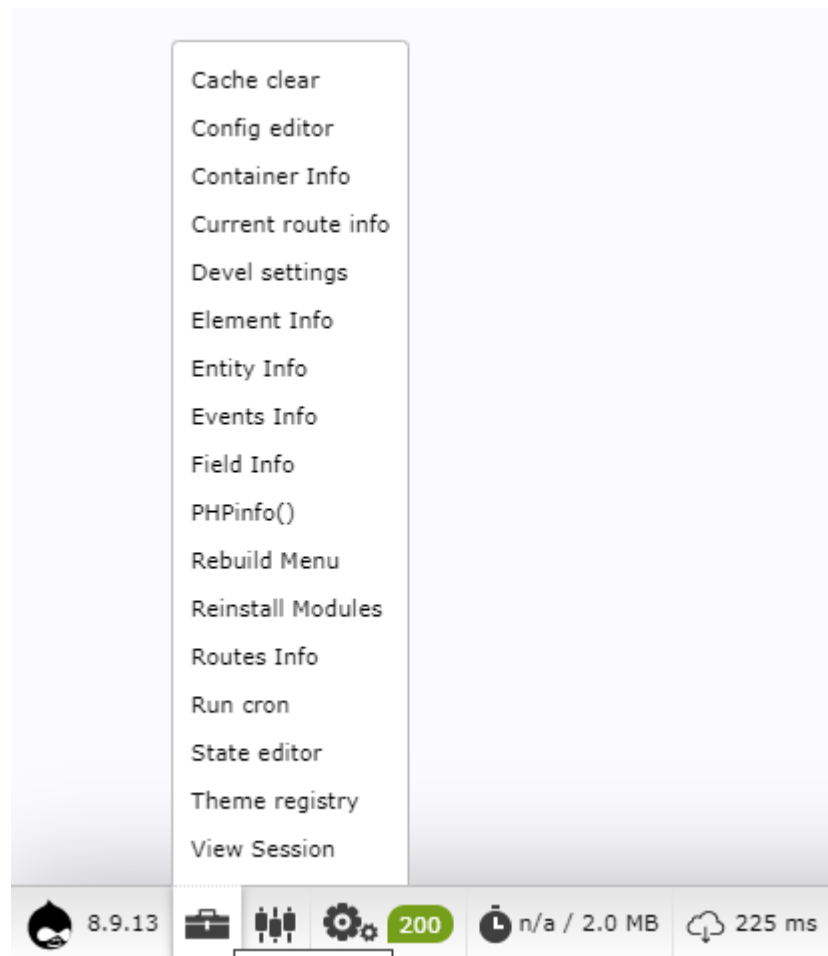 Cache clear
Config editor
Container Info
Current route info
Devel settings
Element Info
Entity Info
Events Info
Field Info
PHPinfo()
Rebuild Menu
Reinstall Modules
Routes Info
Run cron
State editor
Theme registry
View Session
8.9.13 200 n/a / 2.0 MB 225 ms